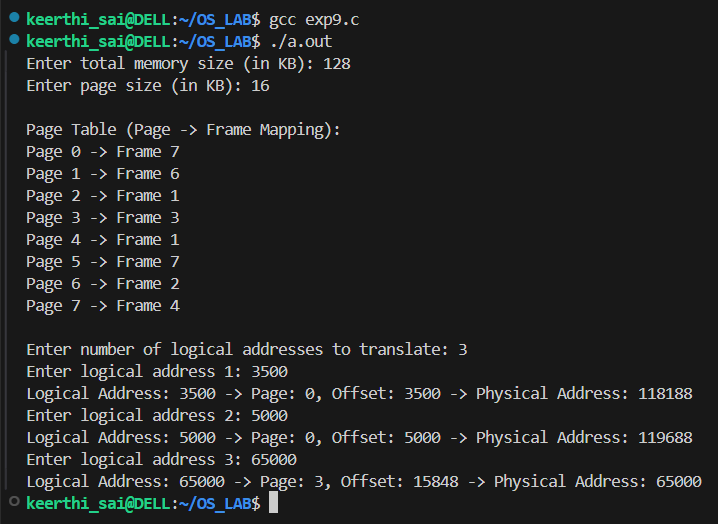 keerthi_sai@DELL:~/OS_LAB$ gcc exp9.c
keerthi_sai@DELL:~/OS_LAB$ ./a.out
Enter total memory size (in KB): 128
Enter page size (in KB): 16
Page Table (Page -> Frame Mapping):
Page 0 -> Frame 7
Page 1 -> Frame 6
Page 2 -> Frame 1
Page 3 -> Frame 3
Page 4 -> Frame 1
Page 5 -> Frame 7
Page 6 -> Frame 2
Page 7 -> Frame 4
Enter number of logical addresses to translate: 3
Enter logical address 1: 3500
Logical Address: 3500 -> Page: 0, Offset: 3500 -> Physical Address: 118188
Enter logical address 2: 5000
Logical Address: 5000 -> Page: 0, Offset: 5000 -> Physical Address: 119688
Enter logical address 3: 65000
Logical Address: 65000 -> Page: 3, Offset: 15848 -> Physical Address: 65000
keerthi_sai@DELL:~/OS_LAB$